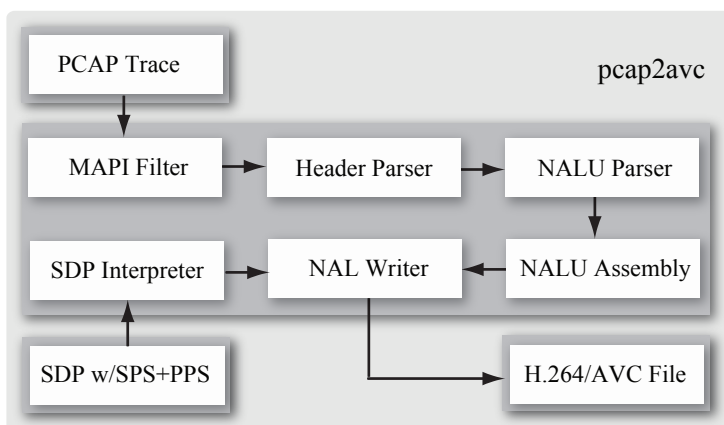 PCAP Trace
pcap2avc
MAPI Filter
Header Parser
NALU Parser
SDP Interpreter
NAL Writer
NALU Assembly
SDP w/SPS+PPS
H.264/AVC File